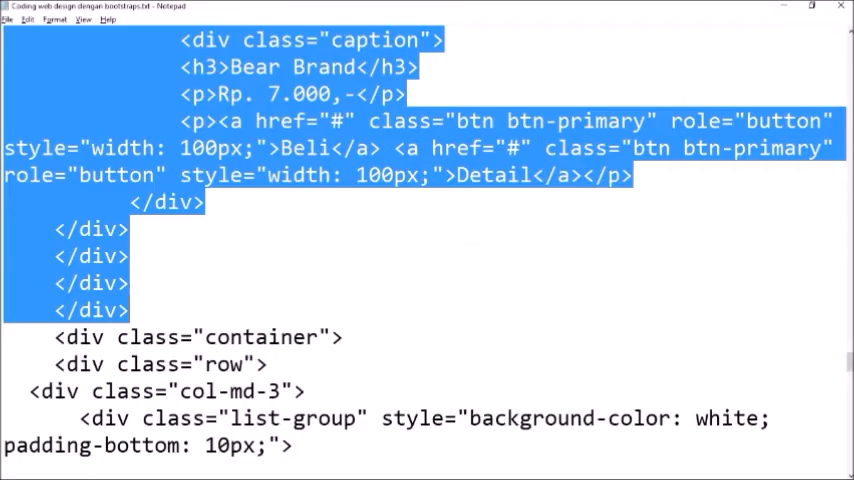 Coding web design dengan bootstraps.txt - Notepad
File Edit Format View Help
<div class="caption">
<h3>Bear Brand</h3>
<p>Rp. 7.000,-</p>
<p><a href="#" class="btn btn-primary" role="button"
style="width: 100px;">Beli</a> <a href="#" class="btn btn-primary"
role="button" style="width: 100px;">Detail</a></p>
</div>
</div>
</div>
</div>
</div>
<div class="container">
<div class="row">
<div class="col-md-3">
<div class="list-group" style="background-color: white;
padding-bottom: 10px;">